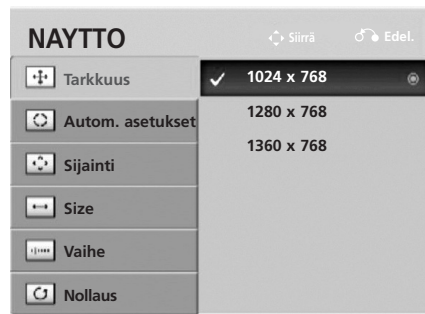 NAYTTO
Siirrä
Edel.
Tarkkuus
1024 x 768
Autom. asetukset
1280 x 768
1360 x 768
Sijainti
Size
Vaihe
Nollaus